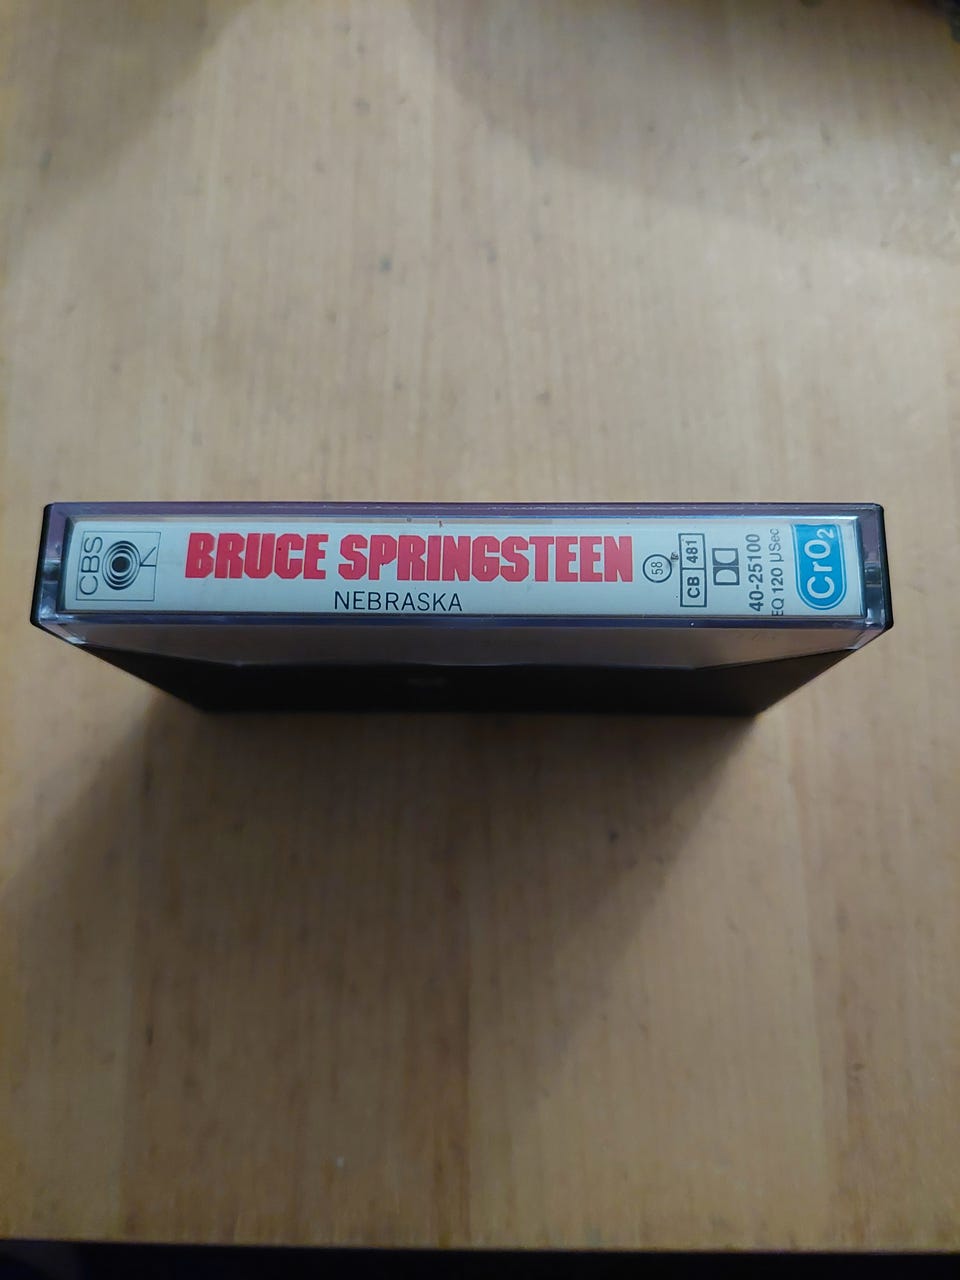 CBS
BRUCE SPRINGSTEEN
NEBRASKA
58
CB 481
40-25100
EQ 120 µSec
CrO₂